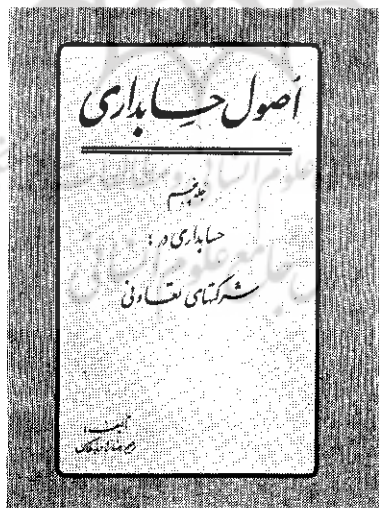 اصول حسابداری
جلد پنجم
حسابداری در :
شرکتهای تعاونی